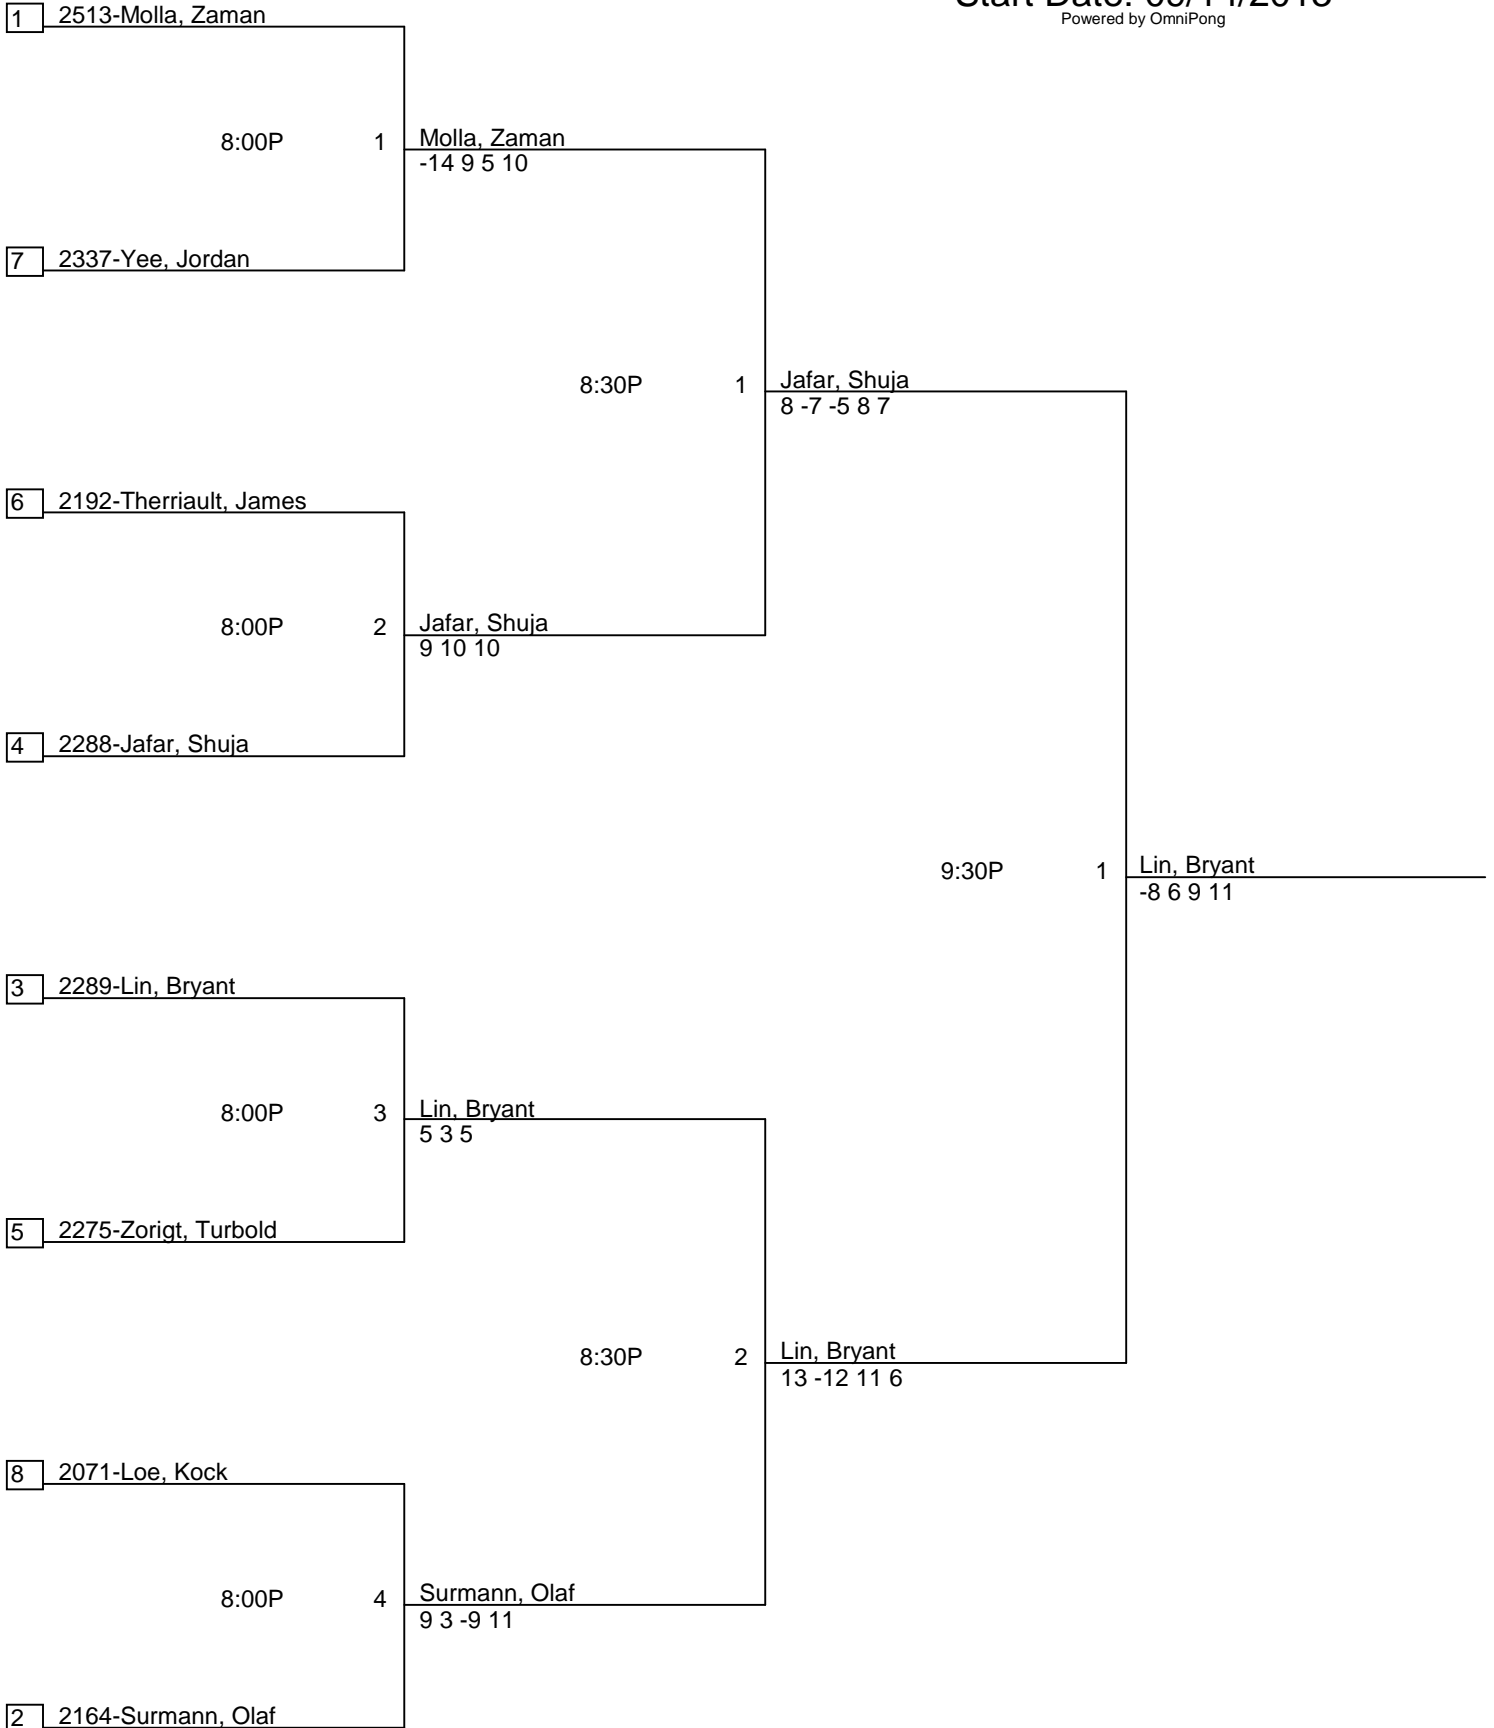 Powered by OmniPong
1 2513-Molla, Zaman
8:00P 1 Molla, Zaman
-14 9 5 10
7 2337-Yee, Jordan
8:30P 1 Jafar, Shuja
8 -7 -5 8 7
6 2192-Therriault, James
8:00P 2 Jafar, Shuja
9 10 10
4 2288-Jafar, Shuja
9:30P 1 Lin, Bryant
-8 6 9 11
3 2289-Lin, Bryant
8:00P 3 Lin, Bryant
5 3 5
5 2275-Zorigt, Turbold
8:30P 2 Lin, Bryant
13 -12 11 6
8 2071-Loe, Kock
8:00P 4 Surmann, Olaf
9 3 -9 11
2 2164-Surmann, Olaf